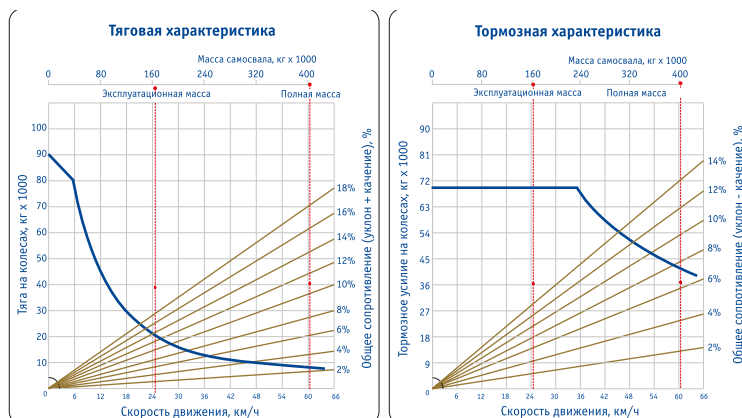 Тяговая характеристика
Масса самосвала, кг х 1000
0 80 160 240 320 400
Эксплуатационная масса Полная масса
Тяга на колесах, кг х 1000
100
90
80
70
60
50
40
30
20
10
0 6 12 18 24 30 36 42 48 54 60 66
Скорость движения, км/ч
18%
16%
14%
12%
10%
8%
6%
4%
2%
Общее сопротивление (уклон + качение), %
Тормозная характеристика
Масса самосвала, кг х 1000
0 80 160 240 320 400
Эксплуатационная масса Полная масса
Тормозное усилие на колесах, кг х 1000
90
81
72
63
54
45
36
27
18
9
0 6 12 18 24 30 36 42 48 54 60 66
Скорость движения, км/ч
14%
12%
10%
8%
6%
4%
2%
Общее сопротивление (уклон - качение), %